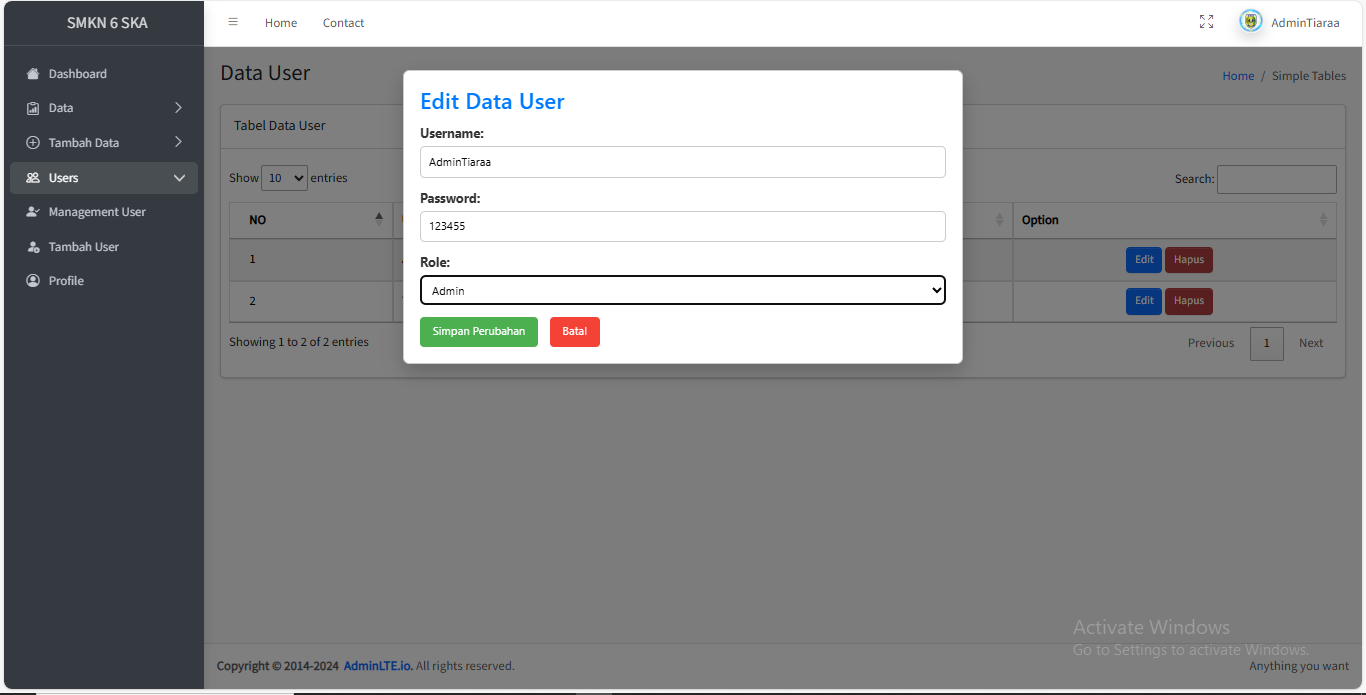 SMKN 6 SKA
Home Contact AdminTiaraa
Dashboard
Data
Tambah Data
Users
Management User
Tambah User
Profile
Data User Home / Simple Tables
Tabel Data User
Show 10 entries Search:
NO Option
1 Edit Hapus
2 Edit Hapus
Showing 1 to 2 of 2 entries Previous 1 Next
Edit Data User
Username:
AdminTiaraa
Password:
123455
Role:
Admin
Simpan Perubahan Batal
Activate Windows
Go to Settings to activate Windows.
Copyright © 2014-2024 AdminLTE.io. All rights reserved. Anything you want